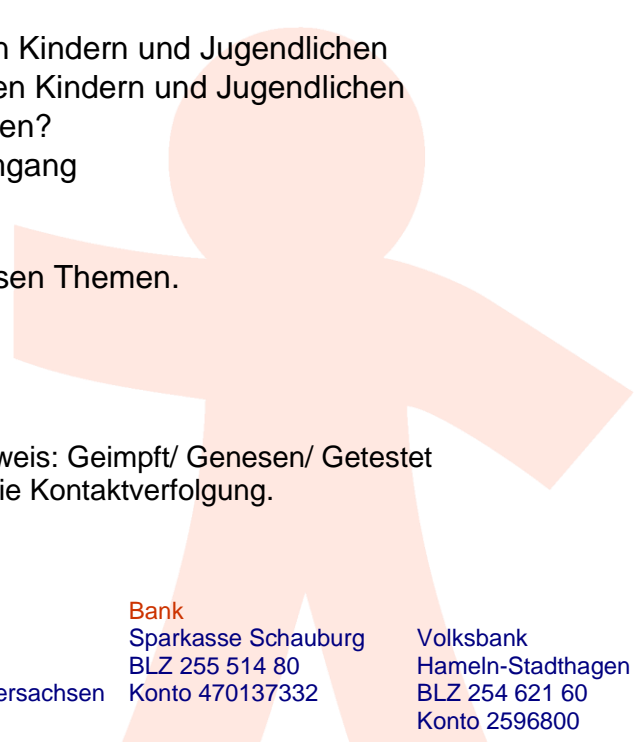 n Kindern und Jugendlichen
en Kindern und Jugendlichen
en?
ngang
sen Themen.
weis: Geimpft/ Genesen/ Getestet
ie Kontaktverfolgung.
Bank
Sparkasse Schauburg
BLZ 255 514 80
ersachsen Konto 470137332
Volksbank
Hameln-Stadthagen
BLZ 254 621 60
Konto 2596800